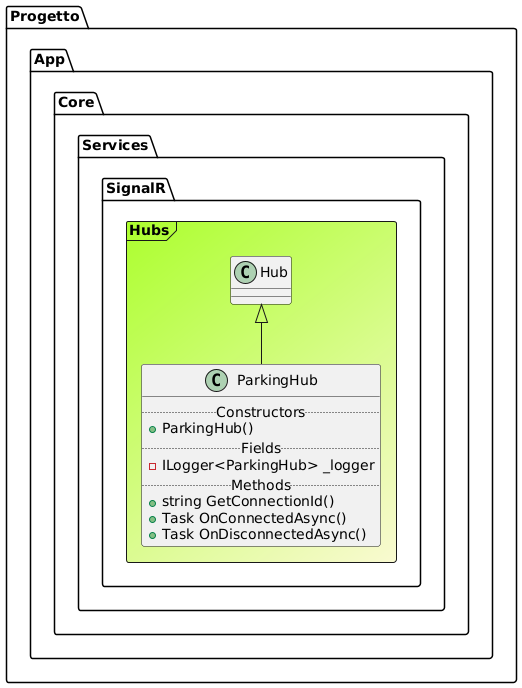 Progetto
App
Core
Services
SignalR
Hubs
C Hub
C ParkingHub
Constructors
ParkingHub()
Fields
ILogger<ParkingHub> _logger
Methods
string GetConnectionId()
Task OnConnectedAsync()
Task OnDisconnectedAsync()